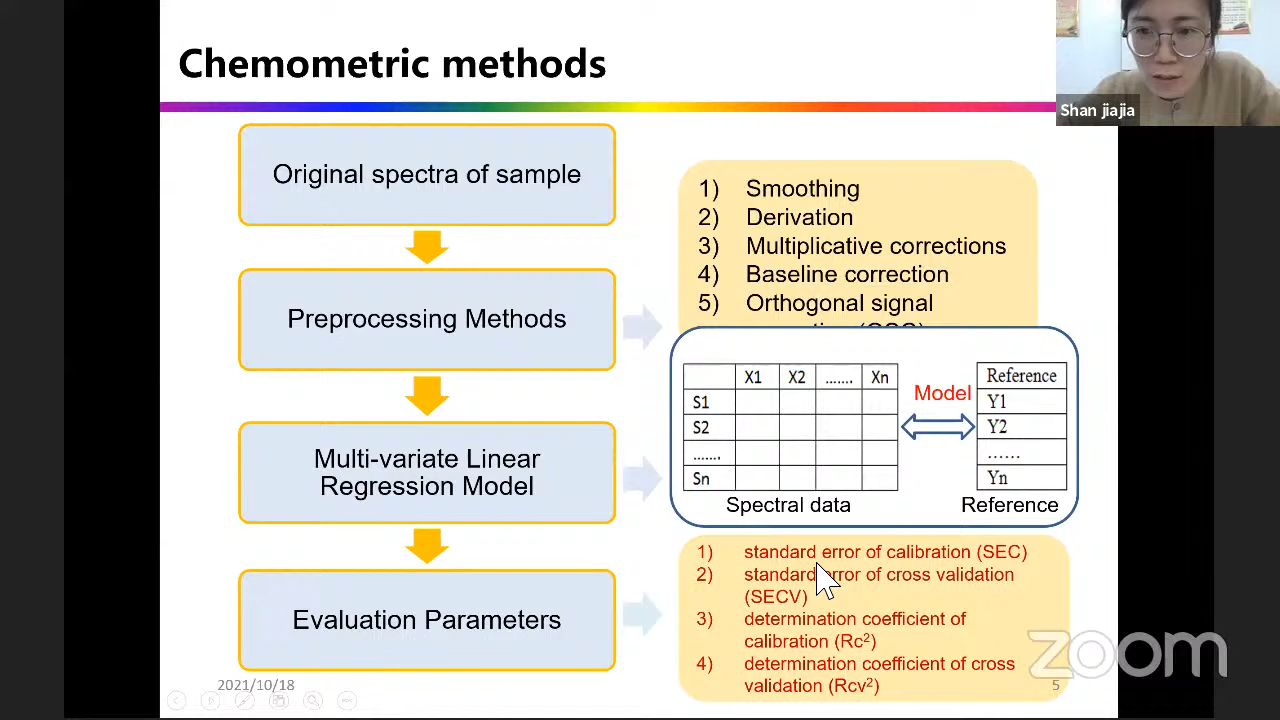 Chemometric methods
Shan jiajia
Original spectra of sample
Preprocessing Methods
Multi-variate Linear
Regression Model
Evaluation Parameters
1) Smoothing
2) Derivation
3) Multiplicative corrections
4) Baseline correction
5) Orthogonal signal
X1 X2 ....... Xn
S1
S2
.......
Sn
Spectral data
Model
Reference
Y1
Y2
......
Yn
Reference
1) standard error of calibration (SEC)
2) standard error of cross validation
(SECV)
3) determination coefficient of
calibration (Rc²)
4) determination coefficient of cross
validation (Rcv²)
zoom
2021/10/18
5